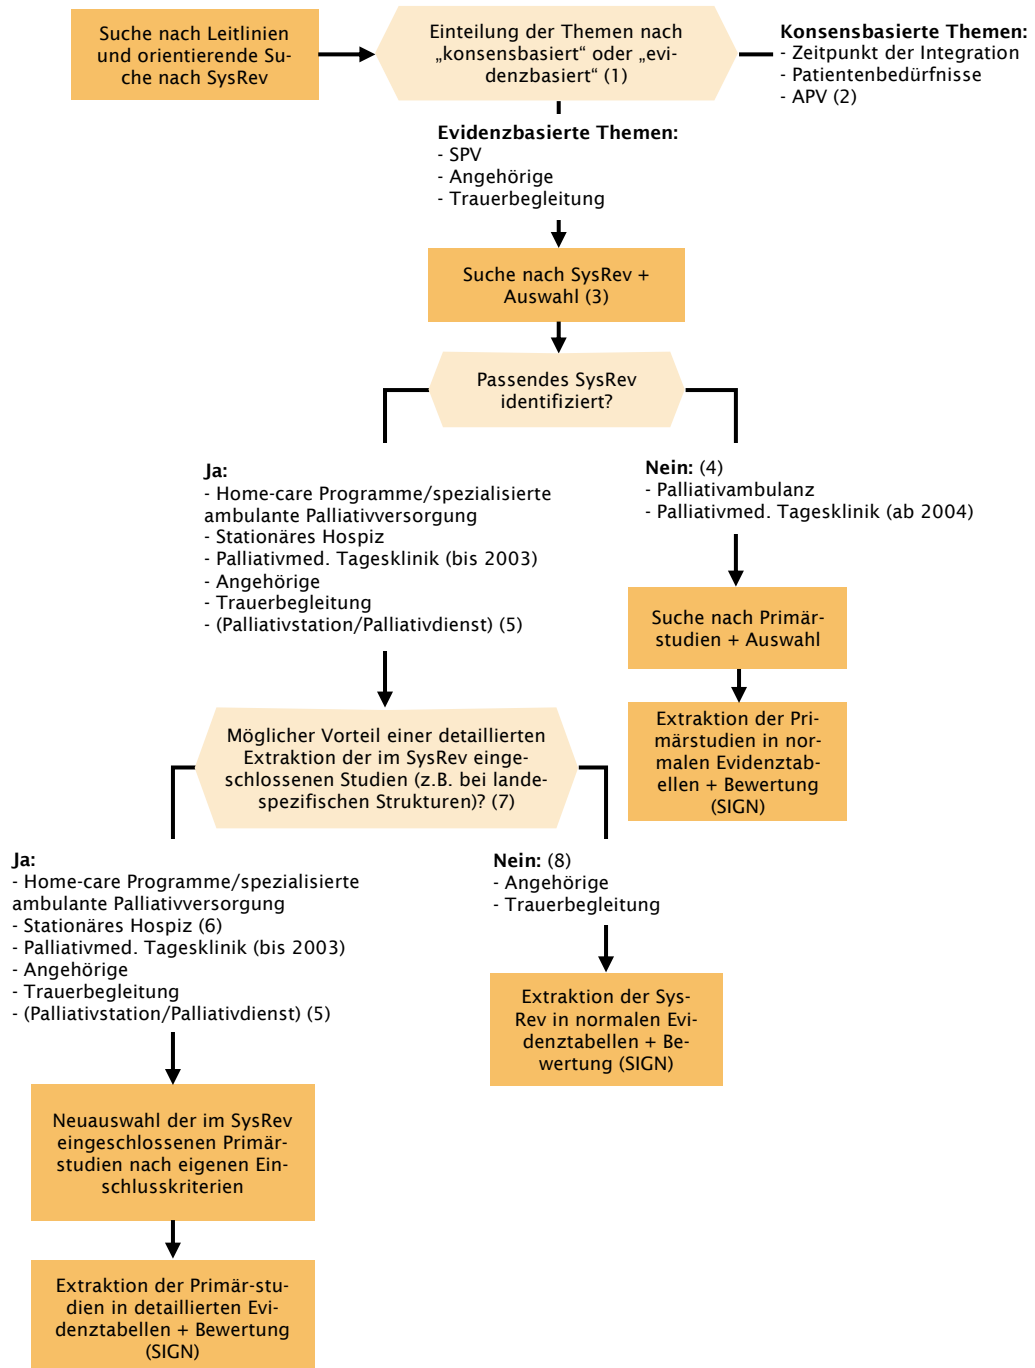 Suche nach Leitlinien
und orientierende Su-
che nach SysRev
Einteilung der Themen nach
„konsensbasiert“ oder „evi-
denzbasiert“ (1)
Konsensbasierte Themen:
- Zeitpunkt der Integration
- Patientenbedürfnisse
- APV (2)
Evidenzbasierte Themen:
- SPV
- Angehörige
- Trauerbegleitung
Suche nach SysRev +
Auswahl (3)
Passendes SysRev
identifiziert?
Ja:
- Home-care Programme/spezialisierte
ambulante Palliativversorgung
- Stationäres Hospiz
- Palliativmed. Tagesklinik (bis 2003)
- Angehörige
- Trauerbegleitung
- (Palliativstation/Palliativdienst) (5)
Nein: (4)
- Palliativambulanz
- Palliativmed. Tagesklinik (ab 2004)
Suche nach Primär-
studien + Auswahl
Extraktion der Pri-
märstudien in nor-
malen Evidenztab-
ellen + Bewertung
(SIGN)
Möglicher Vorteil einer detaillierten
Extraktion der im SysRev einge-
schlossenen Studien (z.B. bei lande-
spezifischen Strukturen)? (7)
Ja:
- Home-care Programme/spezialisierte
ambulante Palliativversorgung
- Stationäres Hospiz (6)
- Palliativmed. Tagesklinik (bis 2003)
- Angehörige
- Trauerbegleitung
- (Palliativstation/Palliativdienst) (5)
Nein: (8)
- Angehörige
- Trauerbegleitung
Extraktion der Sys-
Rev in normalen Evi-
denztabellen + Be-
wertung (SIGN)
Neuauswahl der im SysRev
eingeschlossenen Primär-
studien nach eigenen Ein-
schlusskriterien
Extraktion der Primär-stu-
dien in detaillierten Evi-
denztabellen + Bewertung
(SIGN)